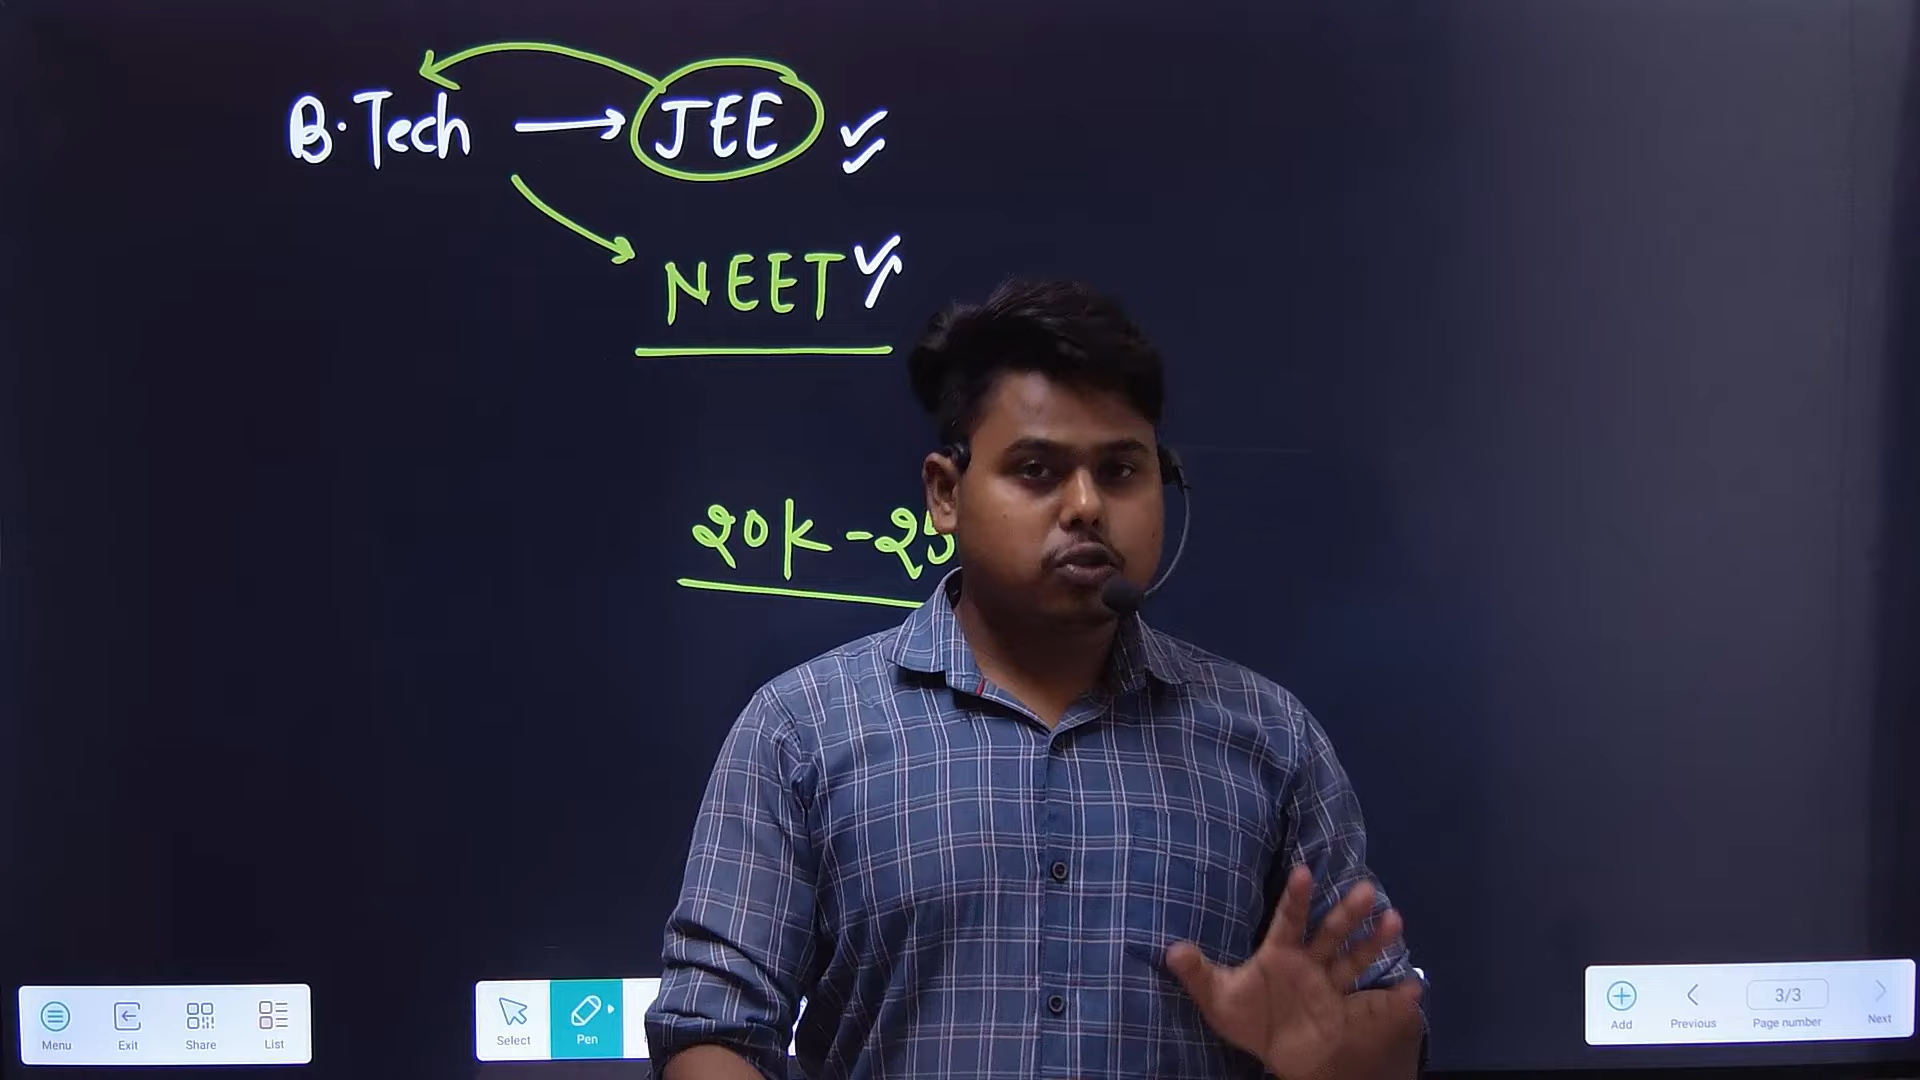 B.Tech → JEE
NEET
20K - 25
Menu Exit Share List
Select Pen
Add Previous 3/3 Page number Next